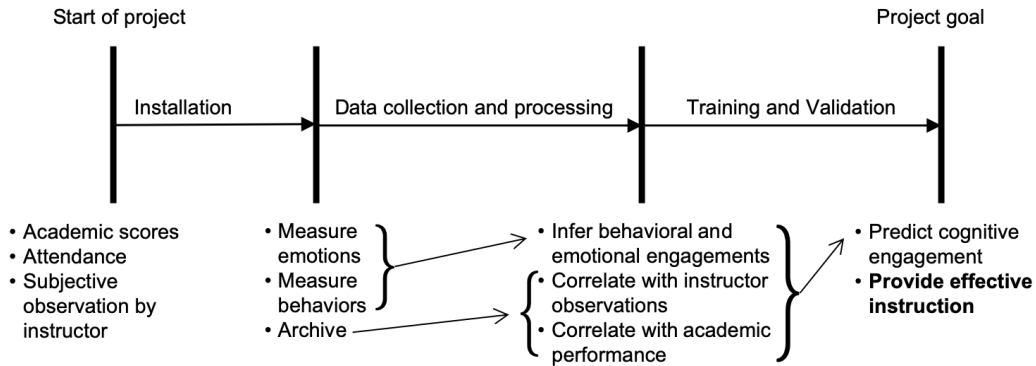 Start of project
Project goal
Installation
Data collection and processing
Training and Validation
• Academic scores
• Attendance
• Subjective
observation by
instructor
• Measure
emotions
• Measure
behaviors
• Archive
• Infer behavioral and
emotional engagements
• Correlate with instructor
observations
• Correlate with academic
performance
• Predict cognitive
engagement
• Provide effective
instruction